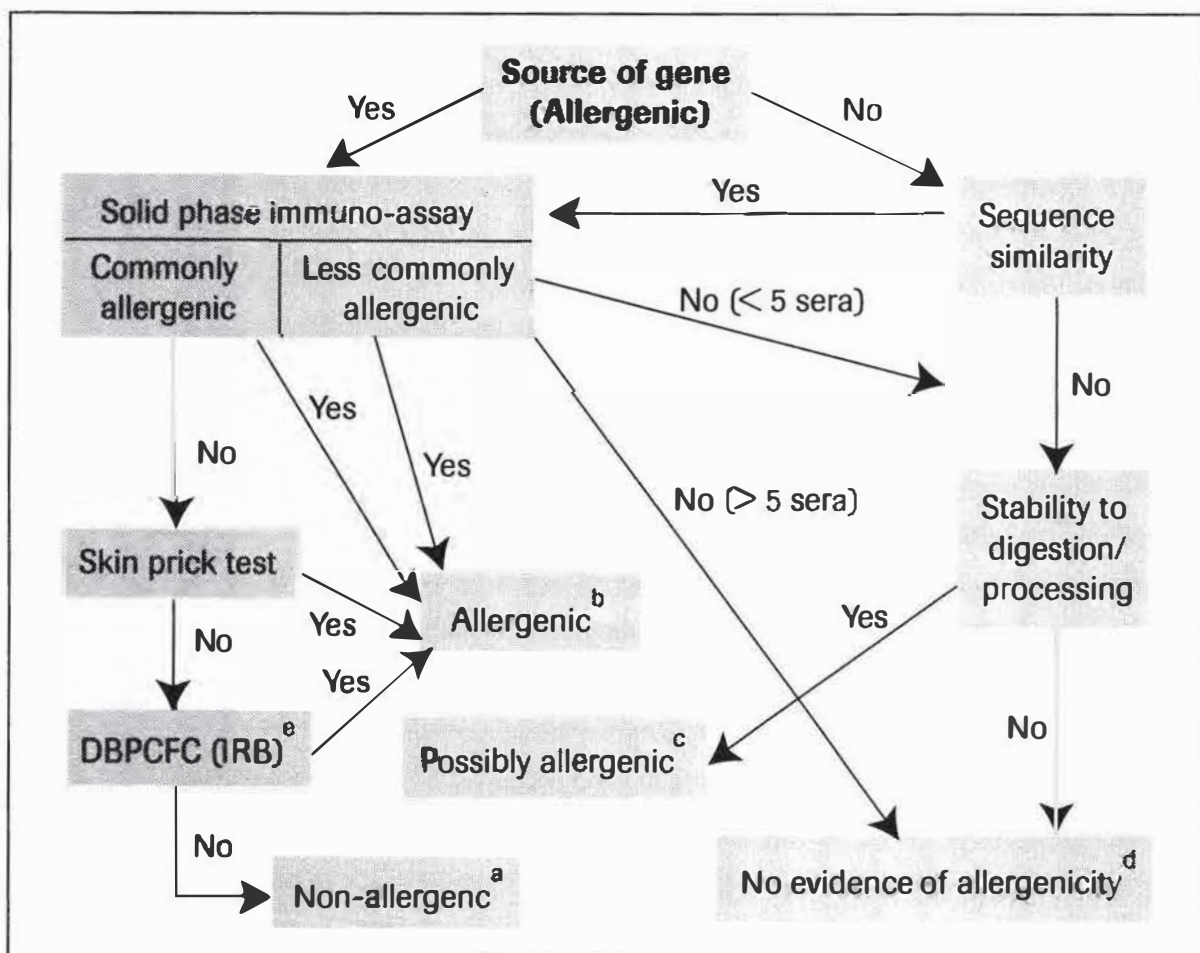 Source of gene
(Allergenic)
Yes
No
Solid phase immuno-assay
Yes
Sequence
similarity
Commonly
allergenic
Less commonly
allergenic
No (< 5 sera)
No
Yes
Yes
No
No (> 5 sera)
Stability to
digestion/
processing
Skin prick test
Allergenic b
Yes
Yes
No
Yes
DBPCFC (IRB) e
Possibly allergenic c
No
No
Non-allergenc a
No evidence of allergenicity d